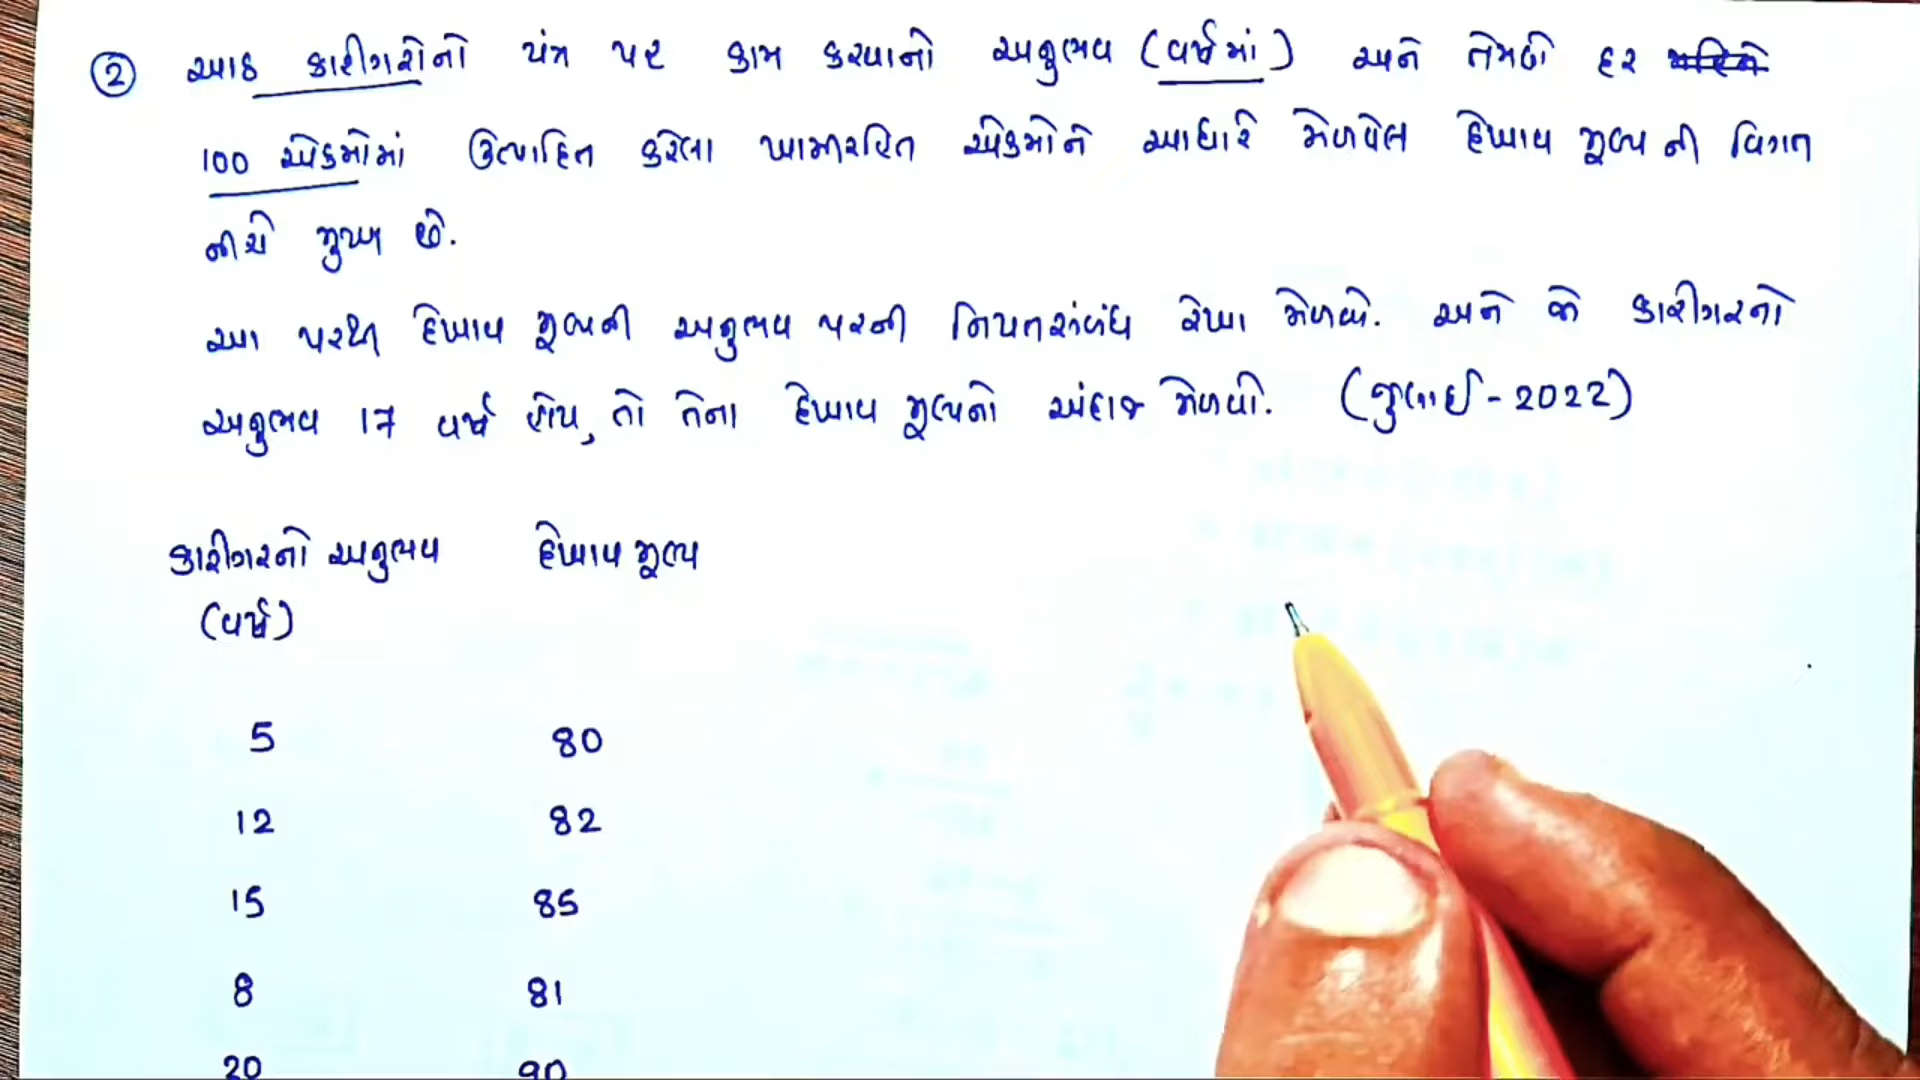 ② આઠ કારીગરોનો યંત્ર પર કામ કરવાનો અનુભવ (વર્ષમાં) અને તેમણે દર
100 એકમોમાં ઉત્પાદિત કરેલા ખામીરહિત એકમોને આધારે મેળવેલ દેખાવ મૂલ્ય ની વિગત
નીચે મુજબ છે.
આ પરથી દેખાવ મૂલ્યની અનુભવ પરની નિયતસંબંધ રેખા મેળવો. અને જો કારીગરનો
અનુભવ 17 વર્ષ હોય, તો તેના દેખાવ મૂલ્યનો અંદાજ મેળવો. (જુલાઈ - 2022)
કારીગરનો અનુભવ દેખાવ મૂલ્ય
(વર્ષ)
5 80
12 82
15 85
8 81
20 90